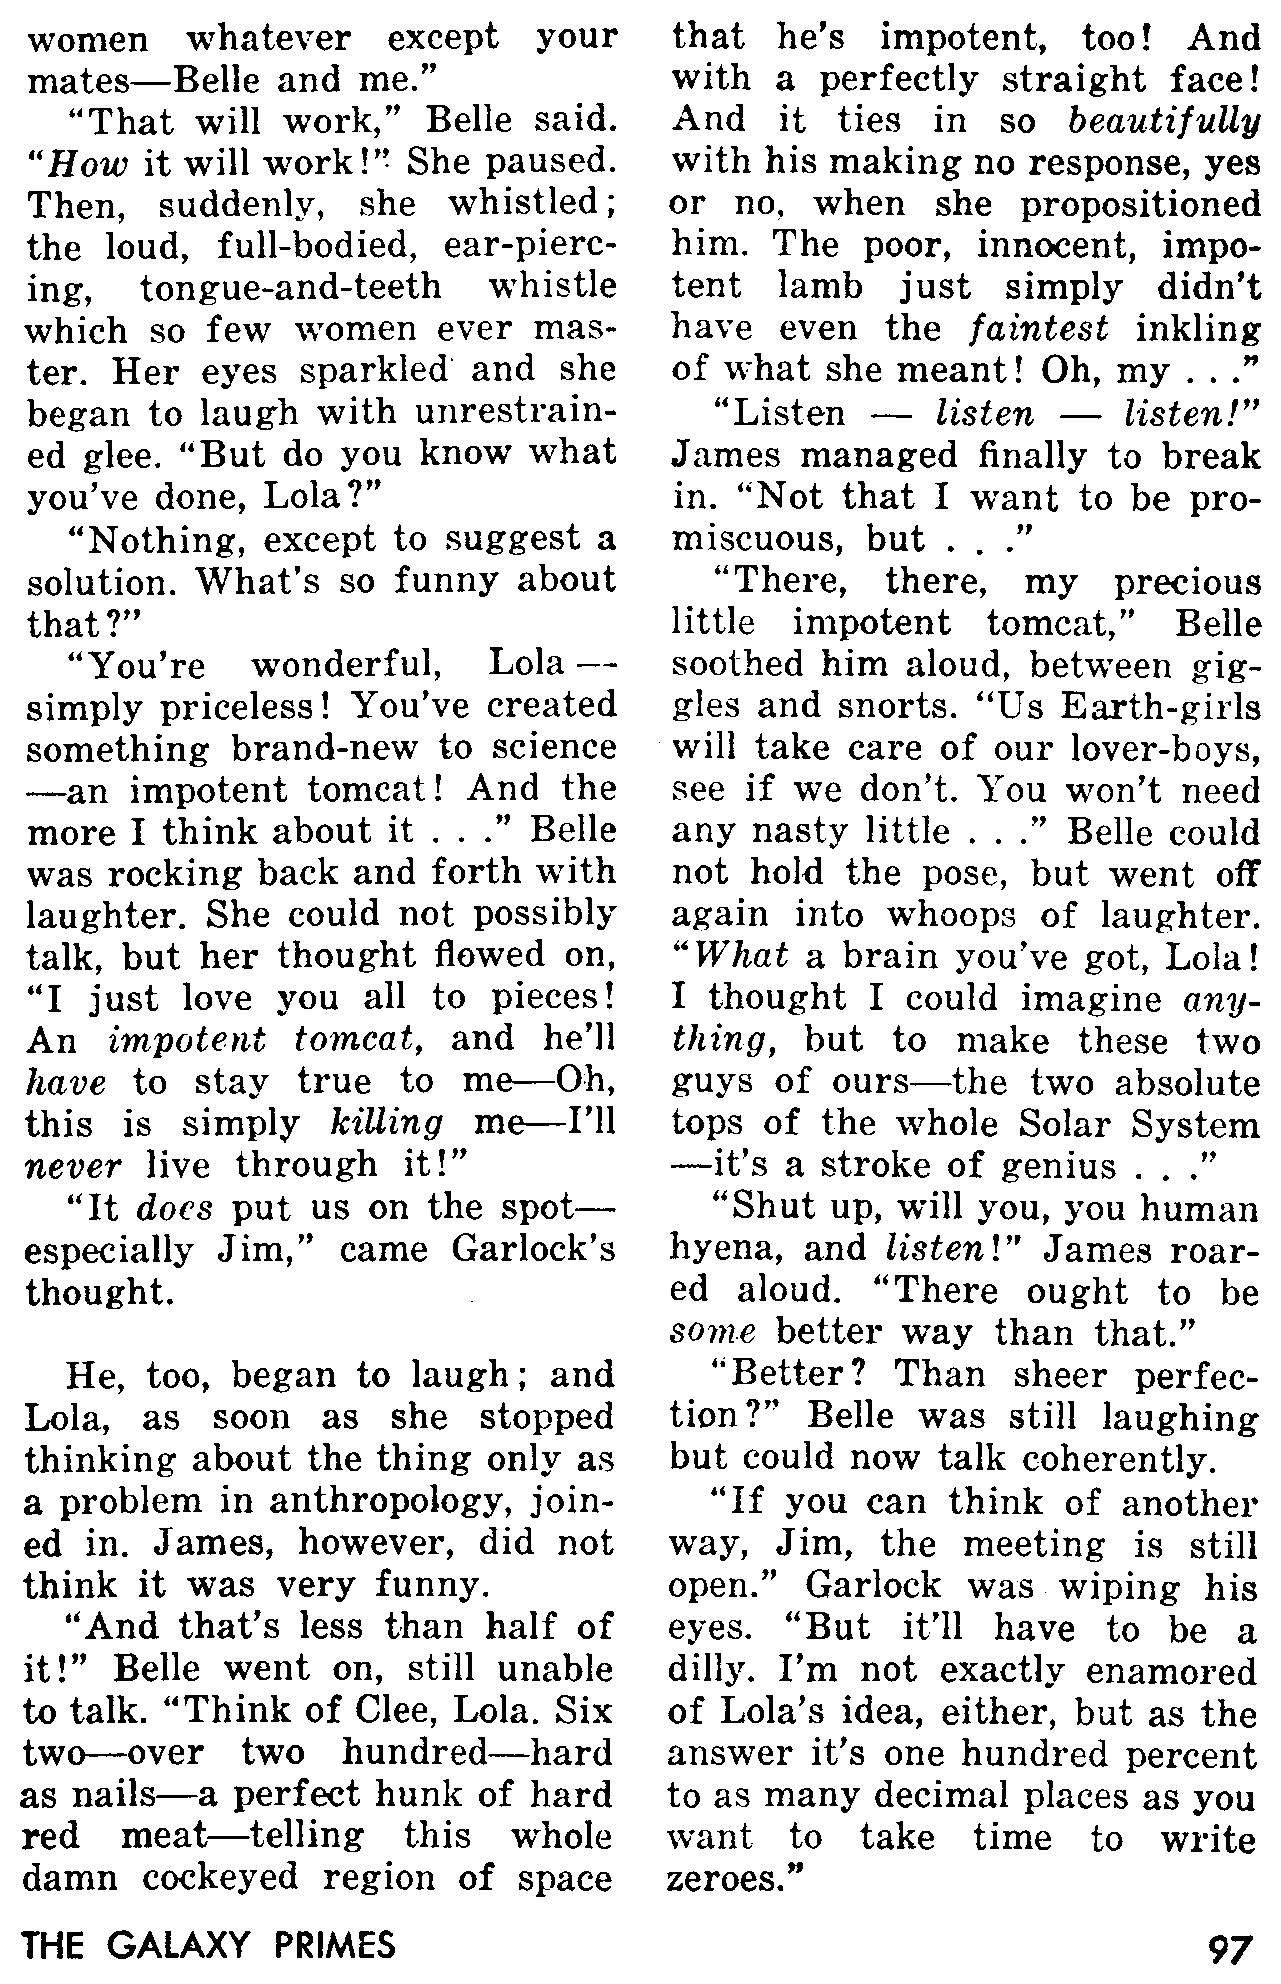 women whatever except your
mates—Belle and me."
"That will work," Belle said.
"How it will work!" She paused.
Then, suddenly, she whistled;
the loud, full-bodied, ear-pierc-
ing, tongue-and-teeth whistle
which so few women ever mas-
ter. Her eyes sparkled and she
began to laugh with unrestrain-
ed glee. "But do you know what
you've done, Lola?"
"Nothing, except to suggest a
solution. What's so funny about
that?"
"You're wonderful, Lola —
simply priceless! You've created
something brand-new to science
—an impotent tomcat! And the
more I think about it . . ." Belle
was rocking back and forth with
laughter. She could not possibly
talk, but her thought flowed on,
"I just love you all to pieces!
An impotent tomcat, and he'll
have to stay true to me—Oh,
this is simply killing me—I'll
never live through it!"
"It does put us on the spot—
especially Jim," came Garlock's
thought.
He, too, began to laugh; and
Lola, as soon as she stopped
thinking about the thing only as
a problem in anthropology, join-
ed in. James, however, did not
think it was very funny.
"And that's less than half of
it!" Belle went on, still unable
to talk. "Think of Clee, Lola. Six
two—over two hundred—hard
as nails—a perfect hunk of hard
red meat—telling this whole
damn cockeyed region of space
that he's impotent, too! And
with a perfectly straight face!
And it ties in so beautifully
with his making no response, yes
or no, when she propositioned
him. The poor, innocent, impo-
tent lamb just simply didn't
have even the faintest inkling
of what she meant! Oh, my . . ."
"Listen — listen — listen!"
James managed finally to break
in. "Not that I want to be pro-
miscuous, but . . ."
"There, there, my precious
little impotent tomcat," Belle
soothed him aloud, between gig-
gles and snorts. "Us Earth-girls
will take care of our lover-boys,
see if we don't. You won't need
any nasty little . . ." Belle could
not hold the pose, but went off
again into whoops of laughter.
"What a brain you've got, Lola!
I thought I could imagine any-
thing, but to make these two
guys of ours—the two absolute
tops of the whole Solar System
—it's a stroke of genius . . ."
"Shut up, will you, you human
hyena, and listen!" James roar-
ed aloud. "There ought to be
some better way than that."
"Better? Than sheer perfec-
tion?" Belle was still laughing
but could now talk coherently.
"If you can think of another
way, Jim, the meeting is still
open." Garlock was wiping his
eyes. "But it'll have to be a
dilly. I'm not exactly enamored
of Lola's idea, either, but as the
answer it's one hundred percent
to as many decimal places as you
want to take time to write
zeroes."
THE GALAXY PRIMES
97